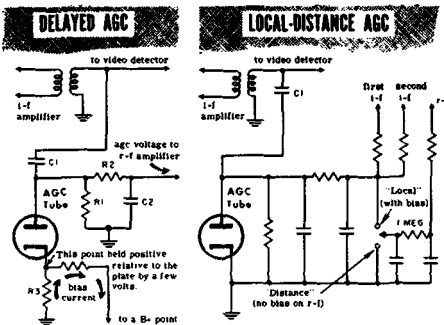 DELAYED AGC
to video detector
i-f
amplifier
C1
R2
agc voltage to
r-f amplifier
AGC
Tube
R1
C2
This point held positive
relative to the
plate by a few
volts.
R3
bias
current
to a B+ point
LOCAL-DISTANCE AGC
to video detector
i-f
amplifier
C1
first
i-f
second
i-f
r-
AGC
Tube
"Local"
(with bias)
1 MEG
"Distance"
(no bias on r-f)